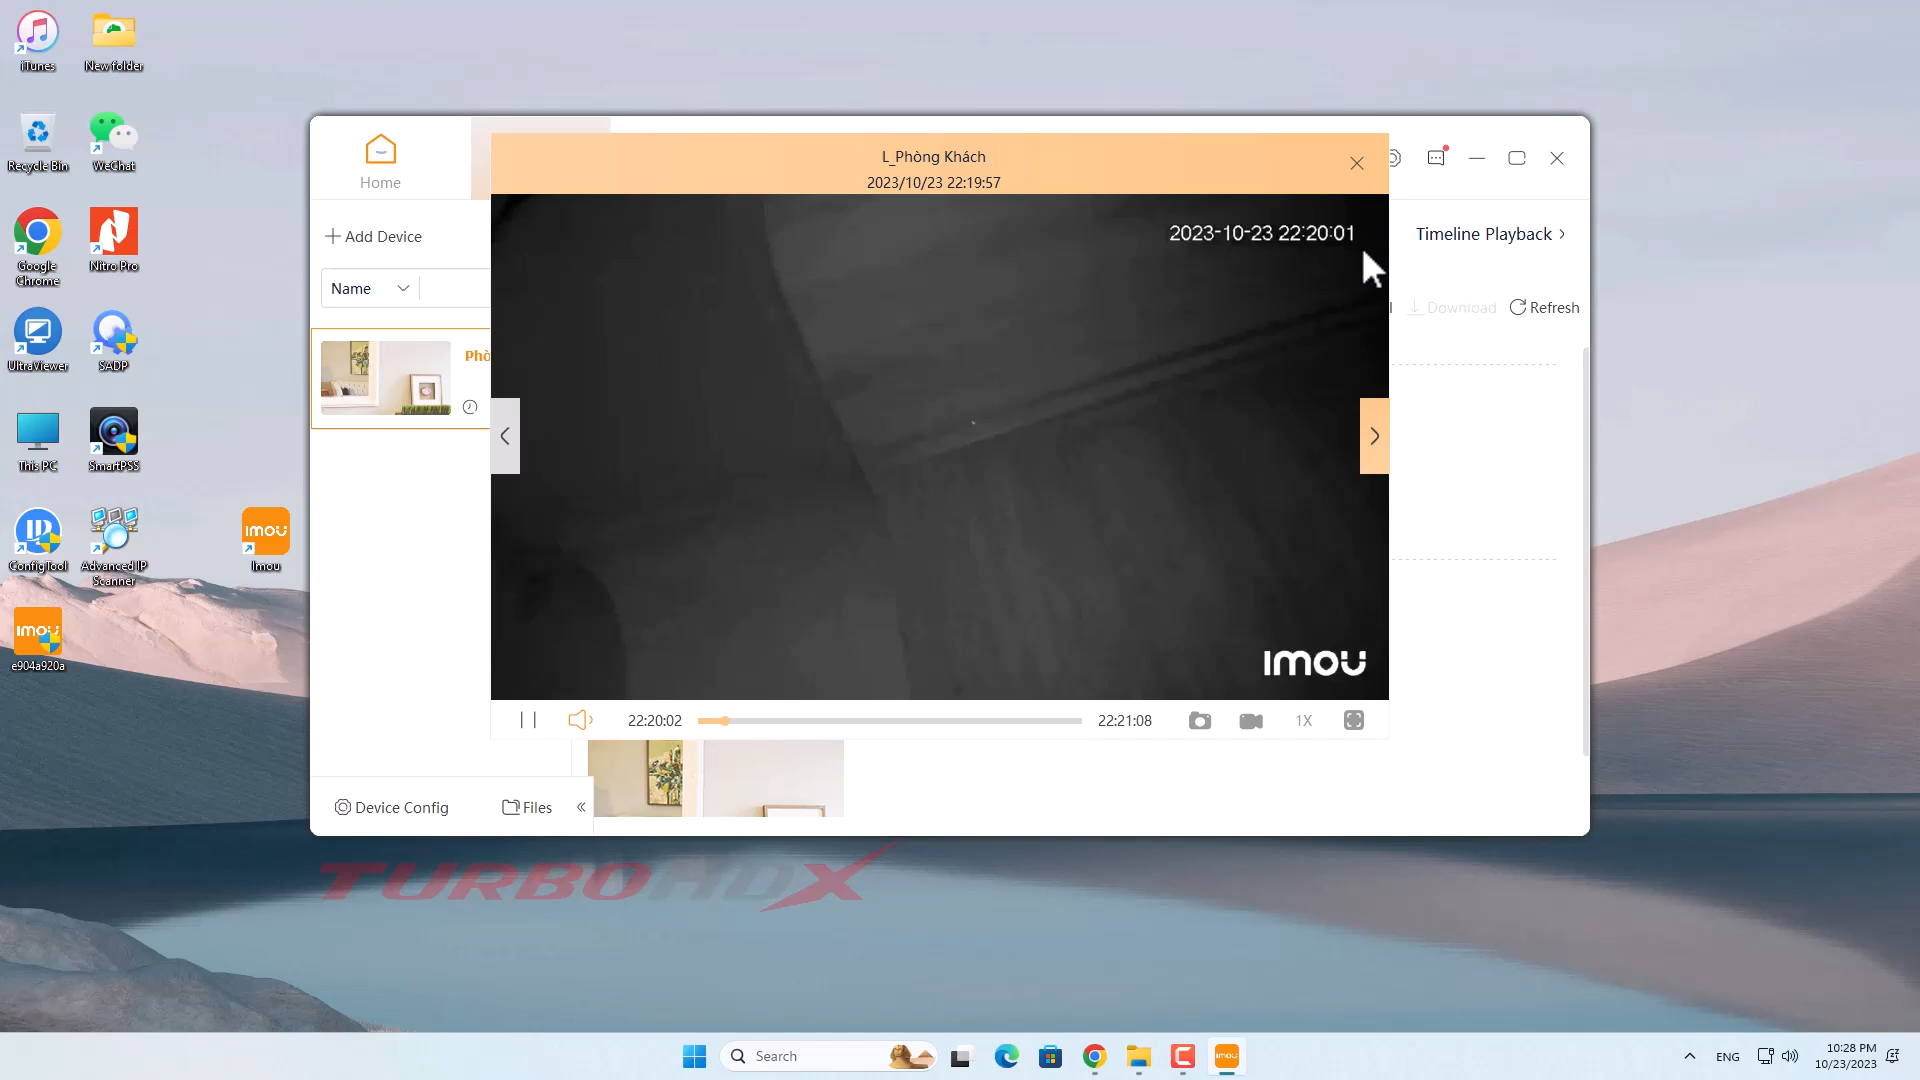 iTunes
New folder
Recycle Bin
WeChat
Google
Chrome
Nitro Pro
UltraViewer
SADP
This PC
SmartPSS
ConfigTool
Advanced IP
Scanner
imou
Imou
imou
e904a920a
Home
L_Phòng Khách
2023/10/23 22:19:57
Add Device
Timeline Playback
Name
Download
Refresh
Phò
2023-10-23 22:20:01
imou
22:20:02
22:21:08
1X
Device Config
Files
TURBOHDX
Search
imou
ENG
10:28 PM
10/23/2023